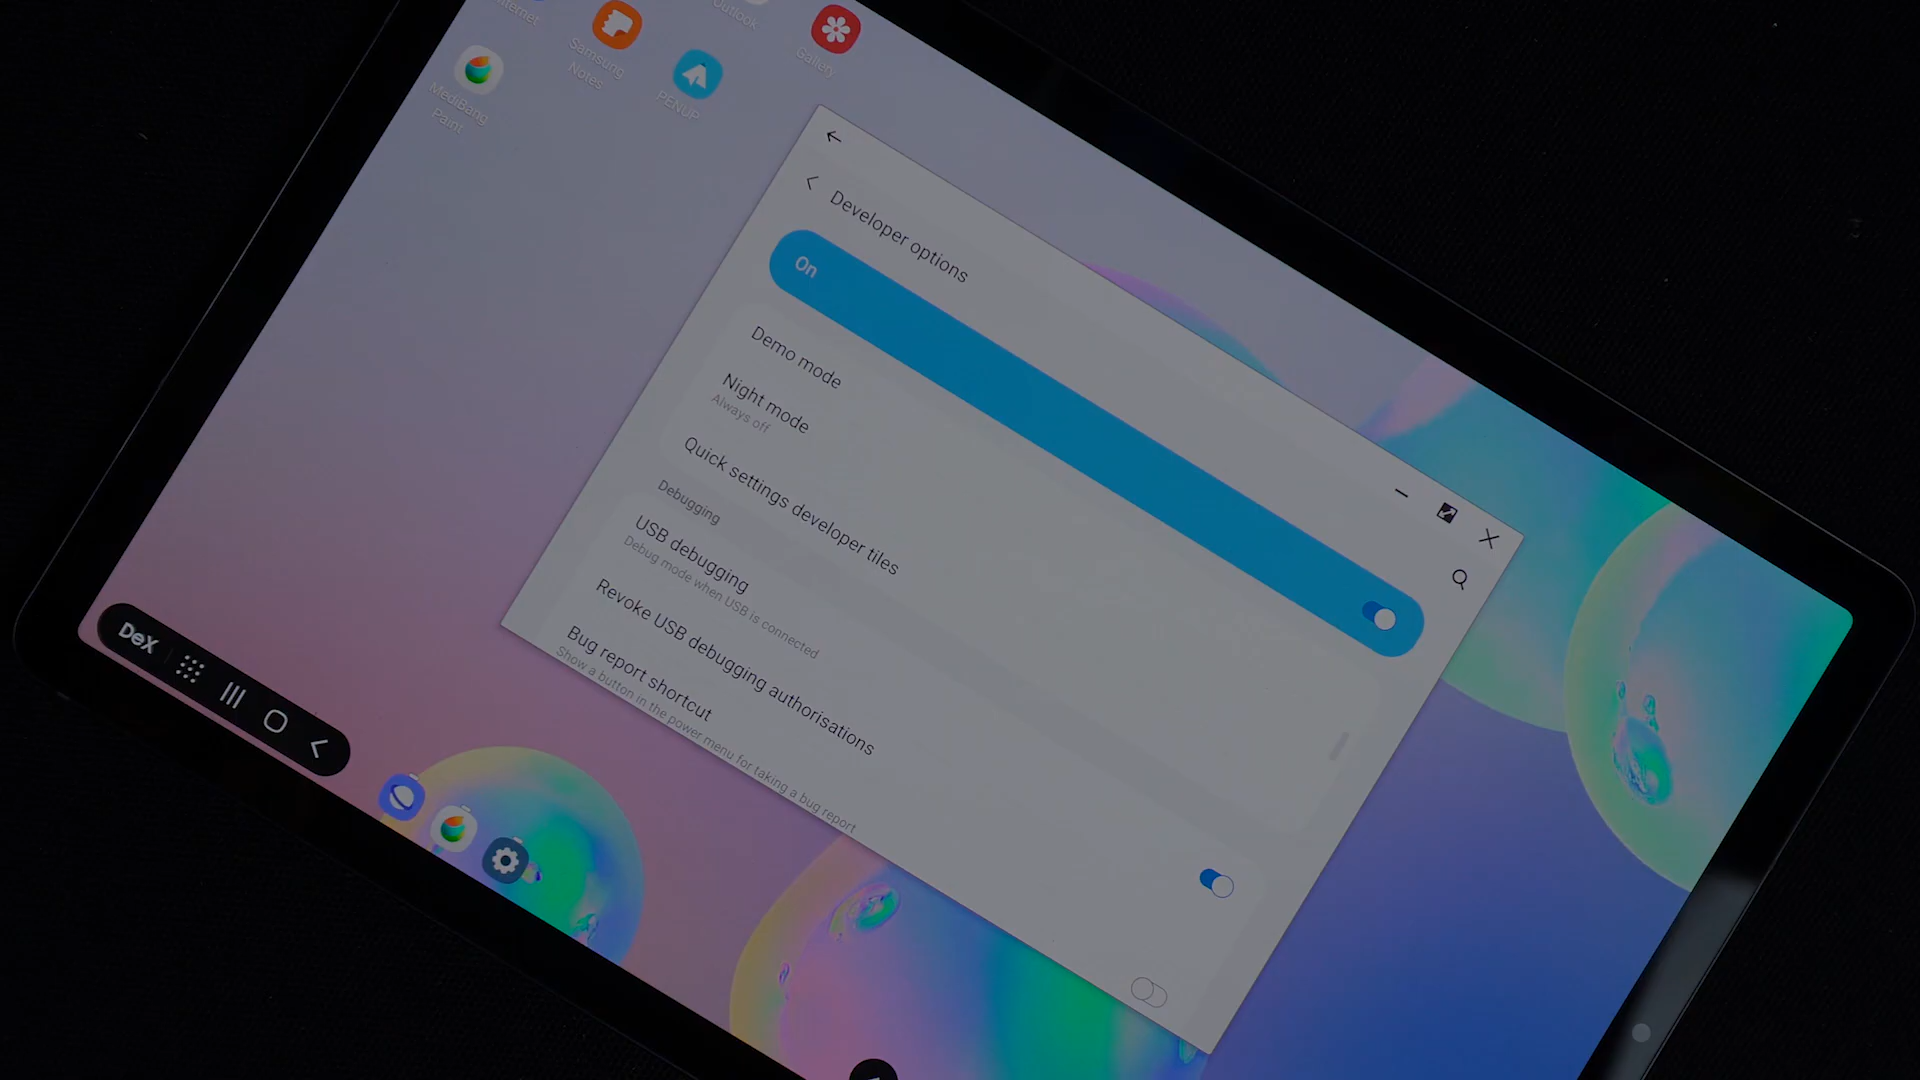 Internet
Samsung
Notes
Outlook
Gallery
MediBang
Paint
PENUP
Developer options
On
Demo mode
Night mode
Always off
Quick settings developer tiles
Debugging
USB debugging
Debug mode when USB is connected
Revoke USB debugging authorisations
Bug report shortcut
Show a button in the power menu for taking a bug report
DeX